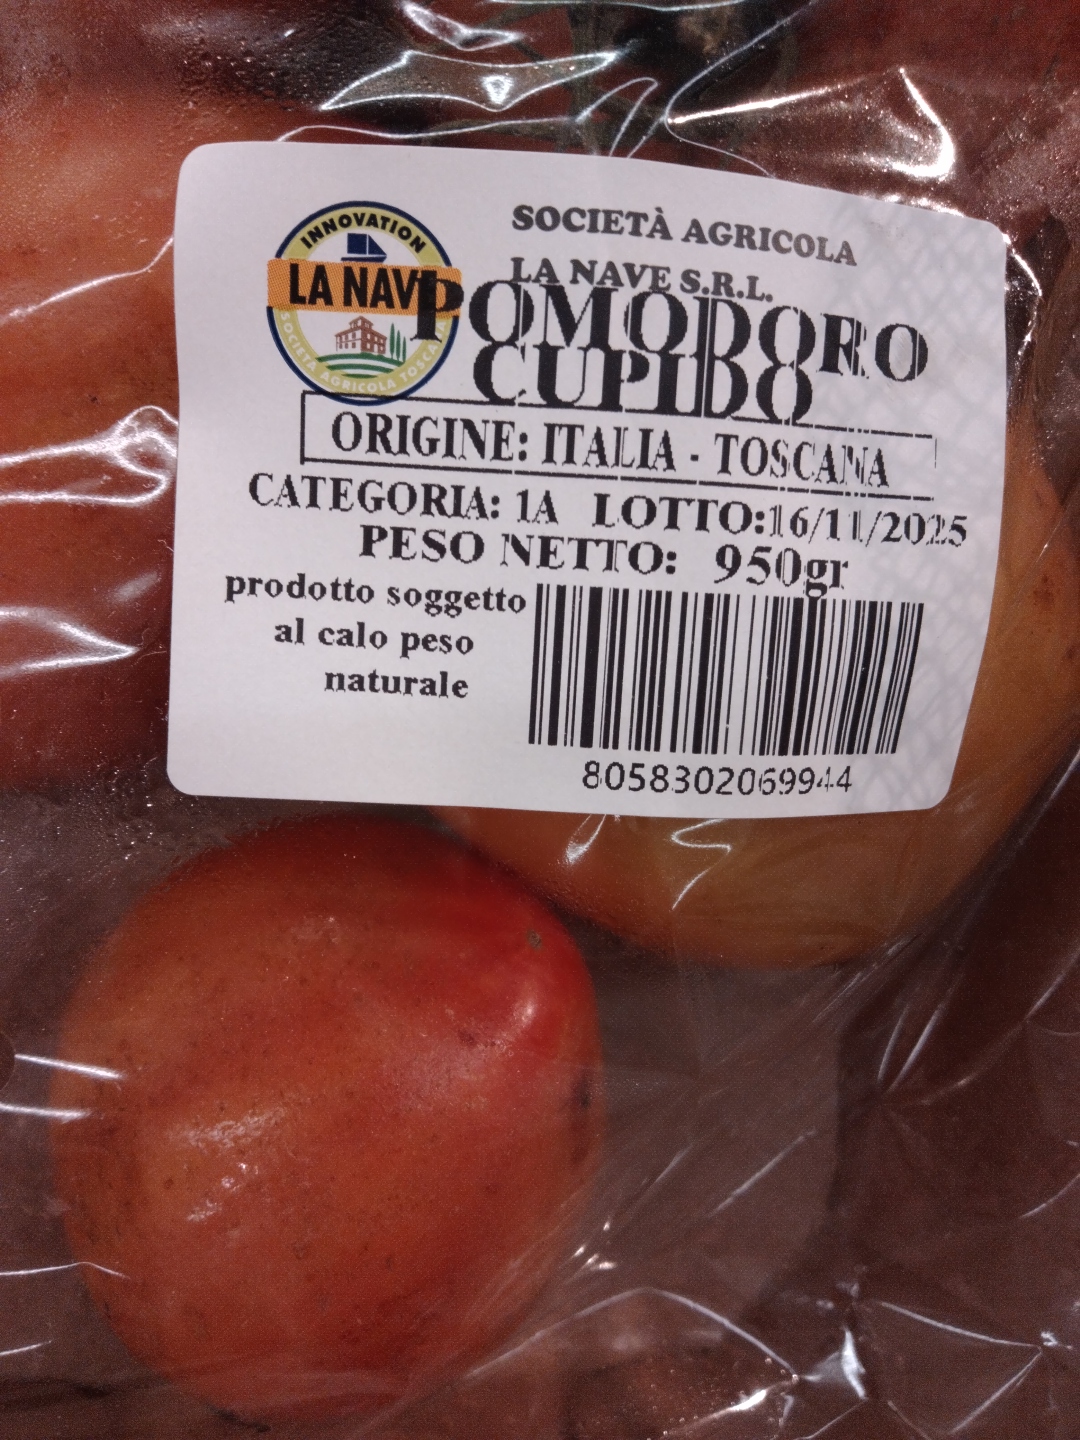 INNOVATION
LA NAVE
SOCIETÀ AGRICOLA TOSCANA
SOCIETÀ AGRICOLA
LA NAVE S.R.L.
POMODORO
CUPIDO
ORIGINE: ITALIA - TOSCANA
CATEGORIA: 1A LOTTO:16/11/2025
PESO NETTO: 950gr
prodotto soggetto
al calo peso
naturale
8058302069944